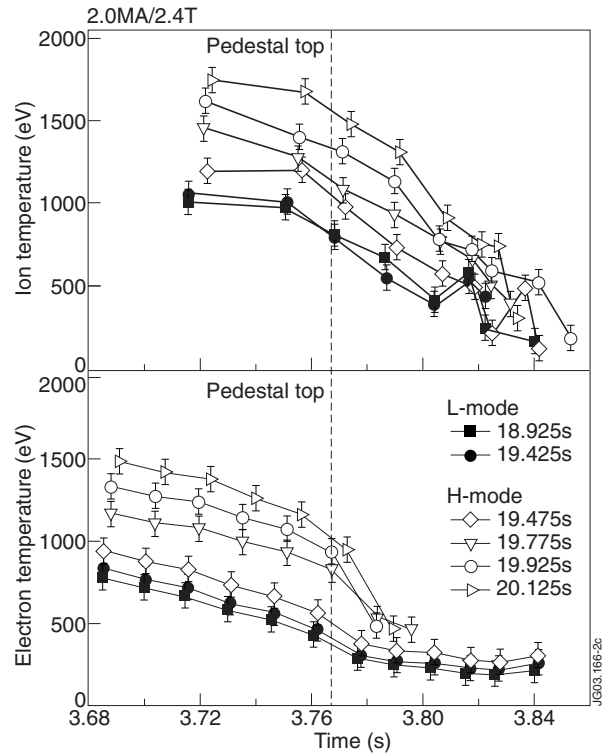 2.0MA/2.4T
Pedestal top
2000
1500
1000
500
0
Ion temperature (eV)
2000
1500
1000
500
0
Electron temperature (eV)
Pedestal top
L-mode
18.925s
19.425s
H-mode
19.475s
19.775s
19.925s
20.125s
3.68
3.72
3.76
3.80
3.84
Time (s)
JG03.166-2c